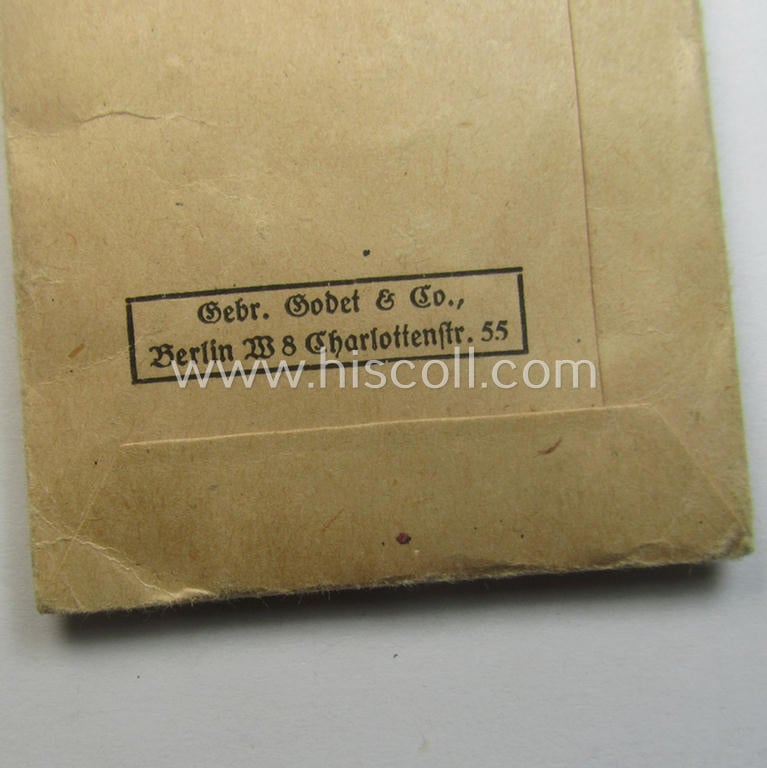 Gebr. Godet & Co.,
Berlin W 8 Charlottenstr. 55
www.hiscoll.com